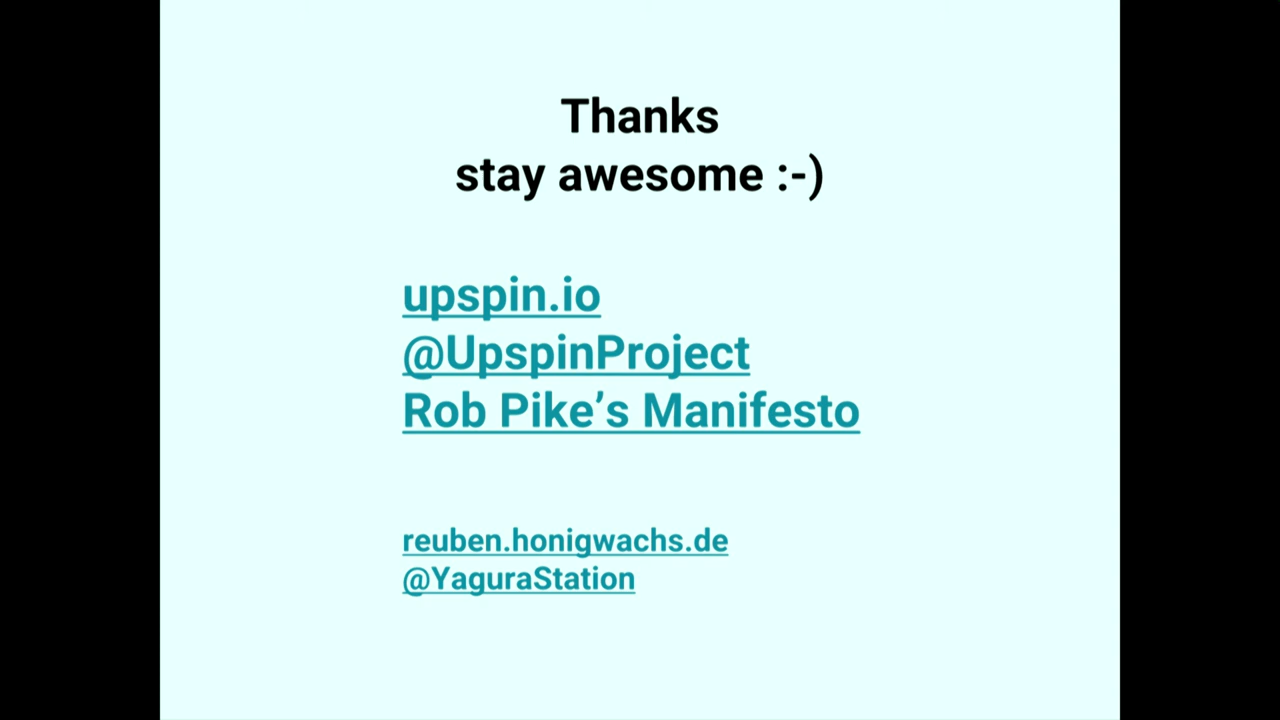 Thanks
stay awesome :-)
upspin.io
@UpspinProject
Rob Pike’s Manifesto
reuben.honigwachs.de
@YaguraStation